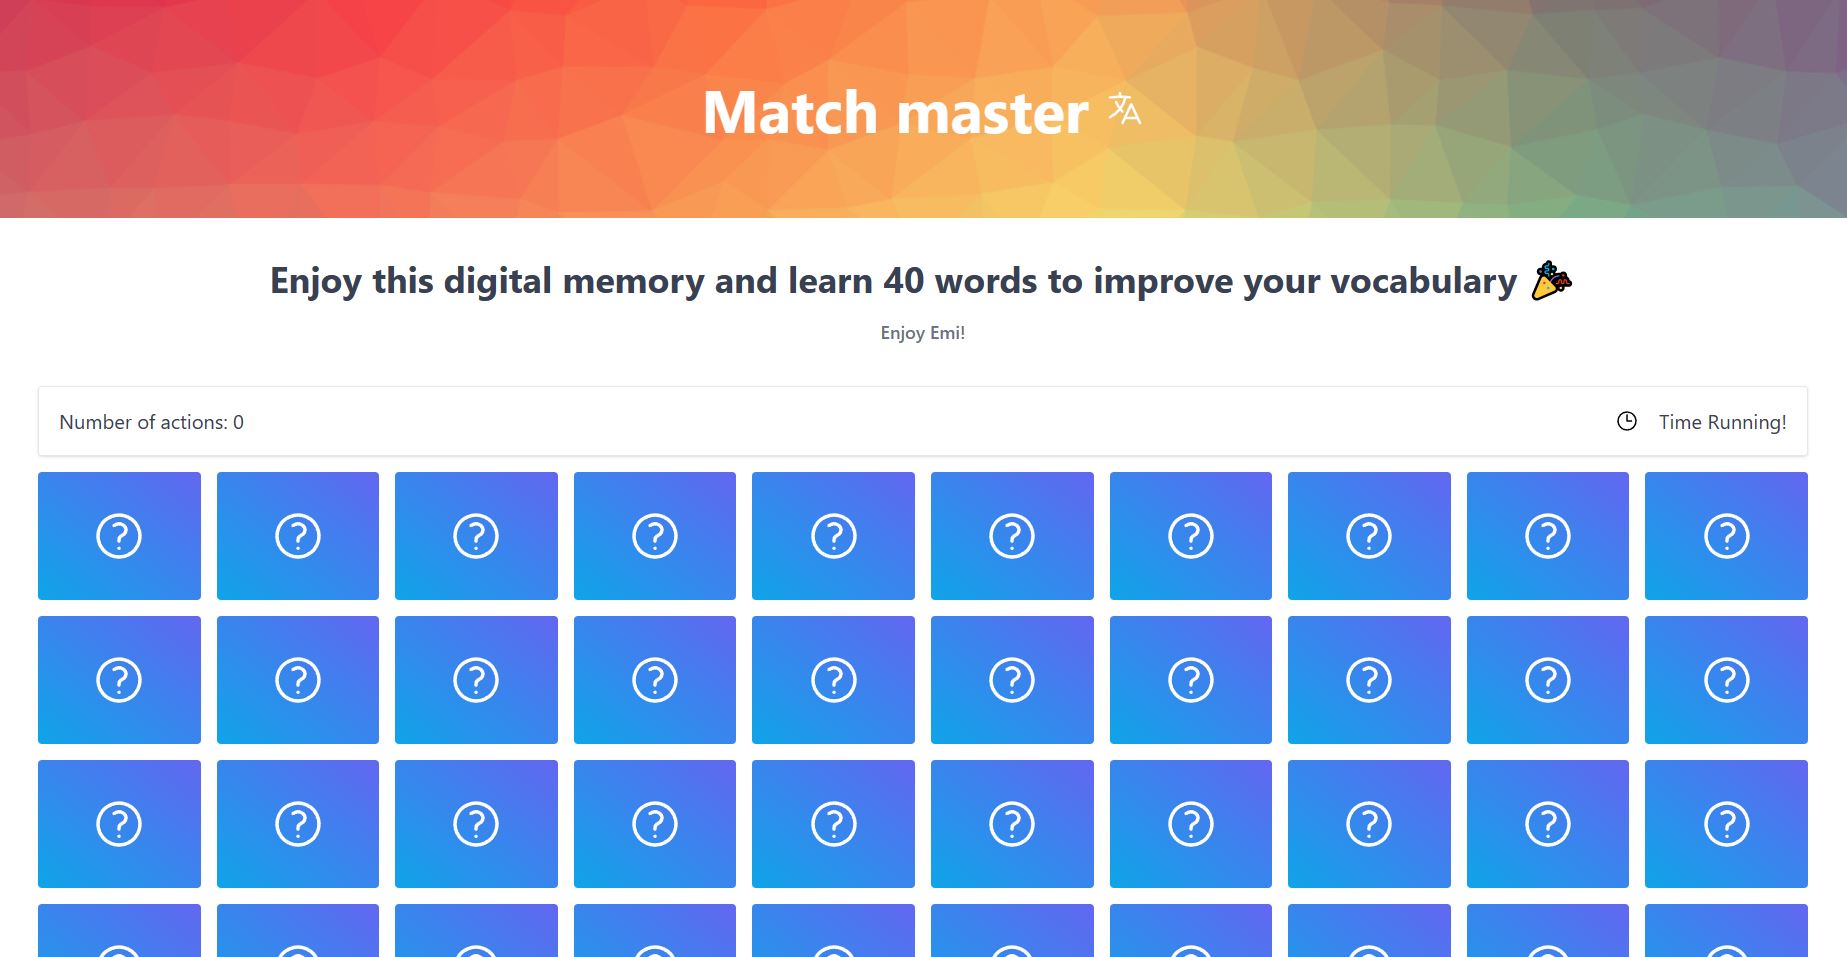 Match master
Enjoy this digital memory and learn 40 words to improve your vocabulary 🎉
Enjoy Emi!
Number of actions: 0
Time Running!